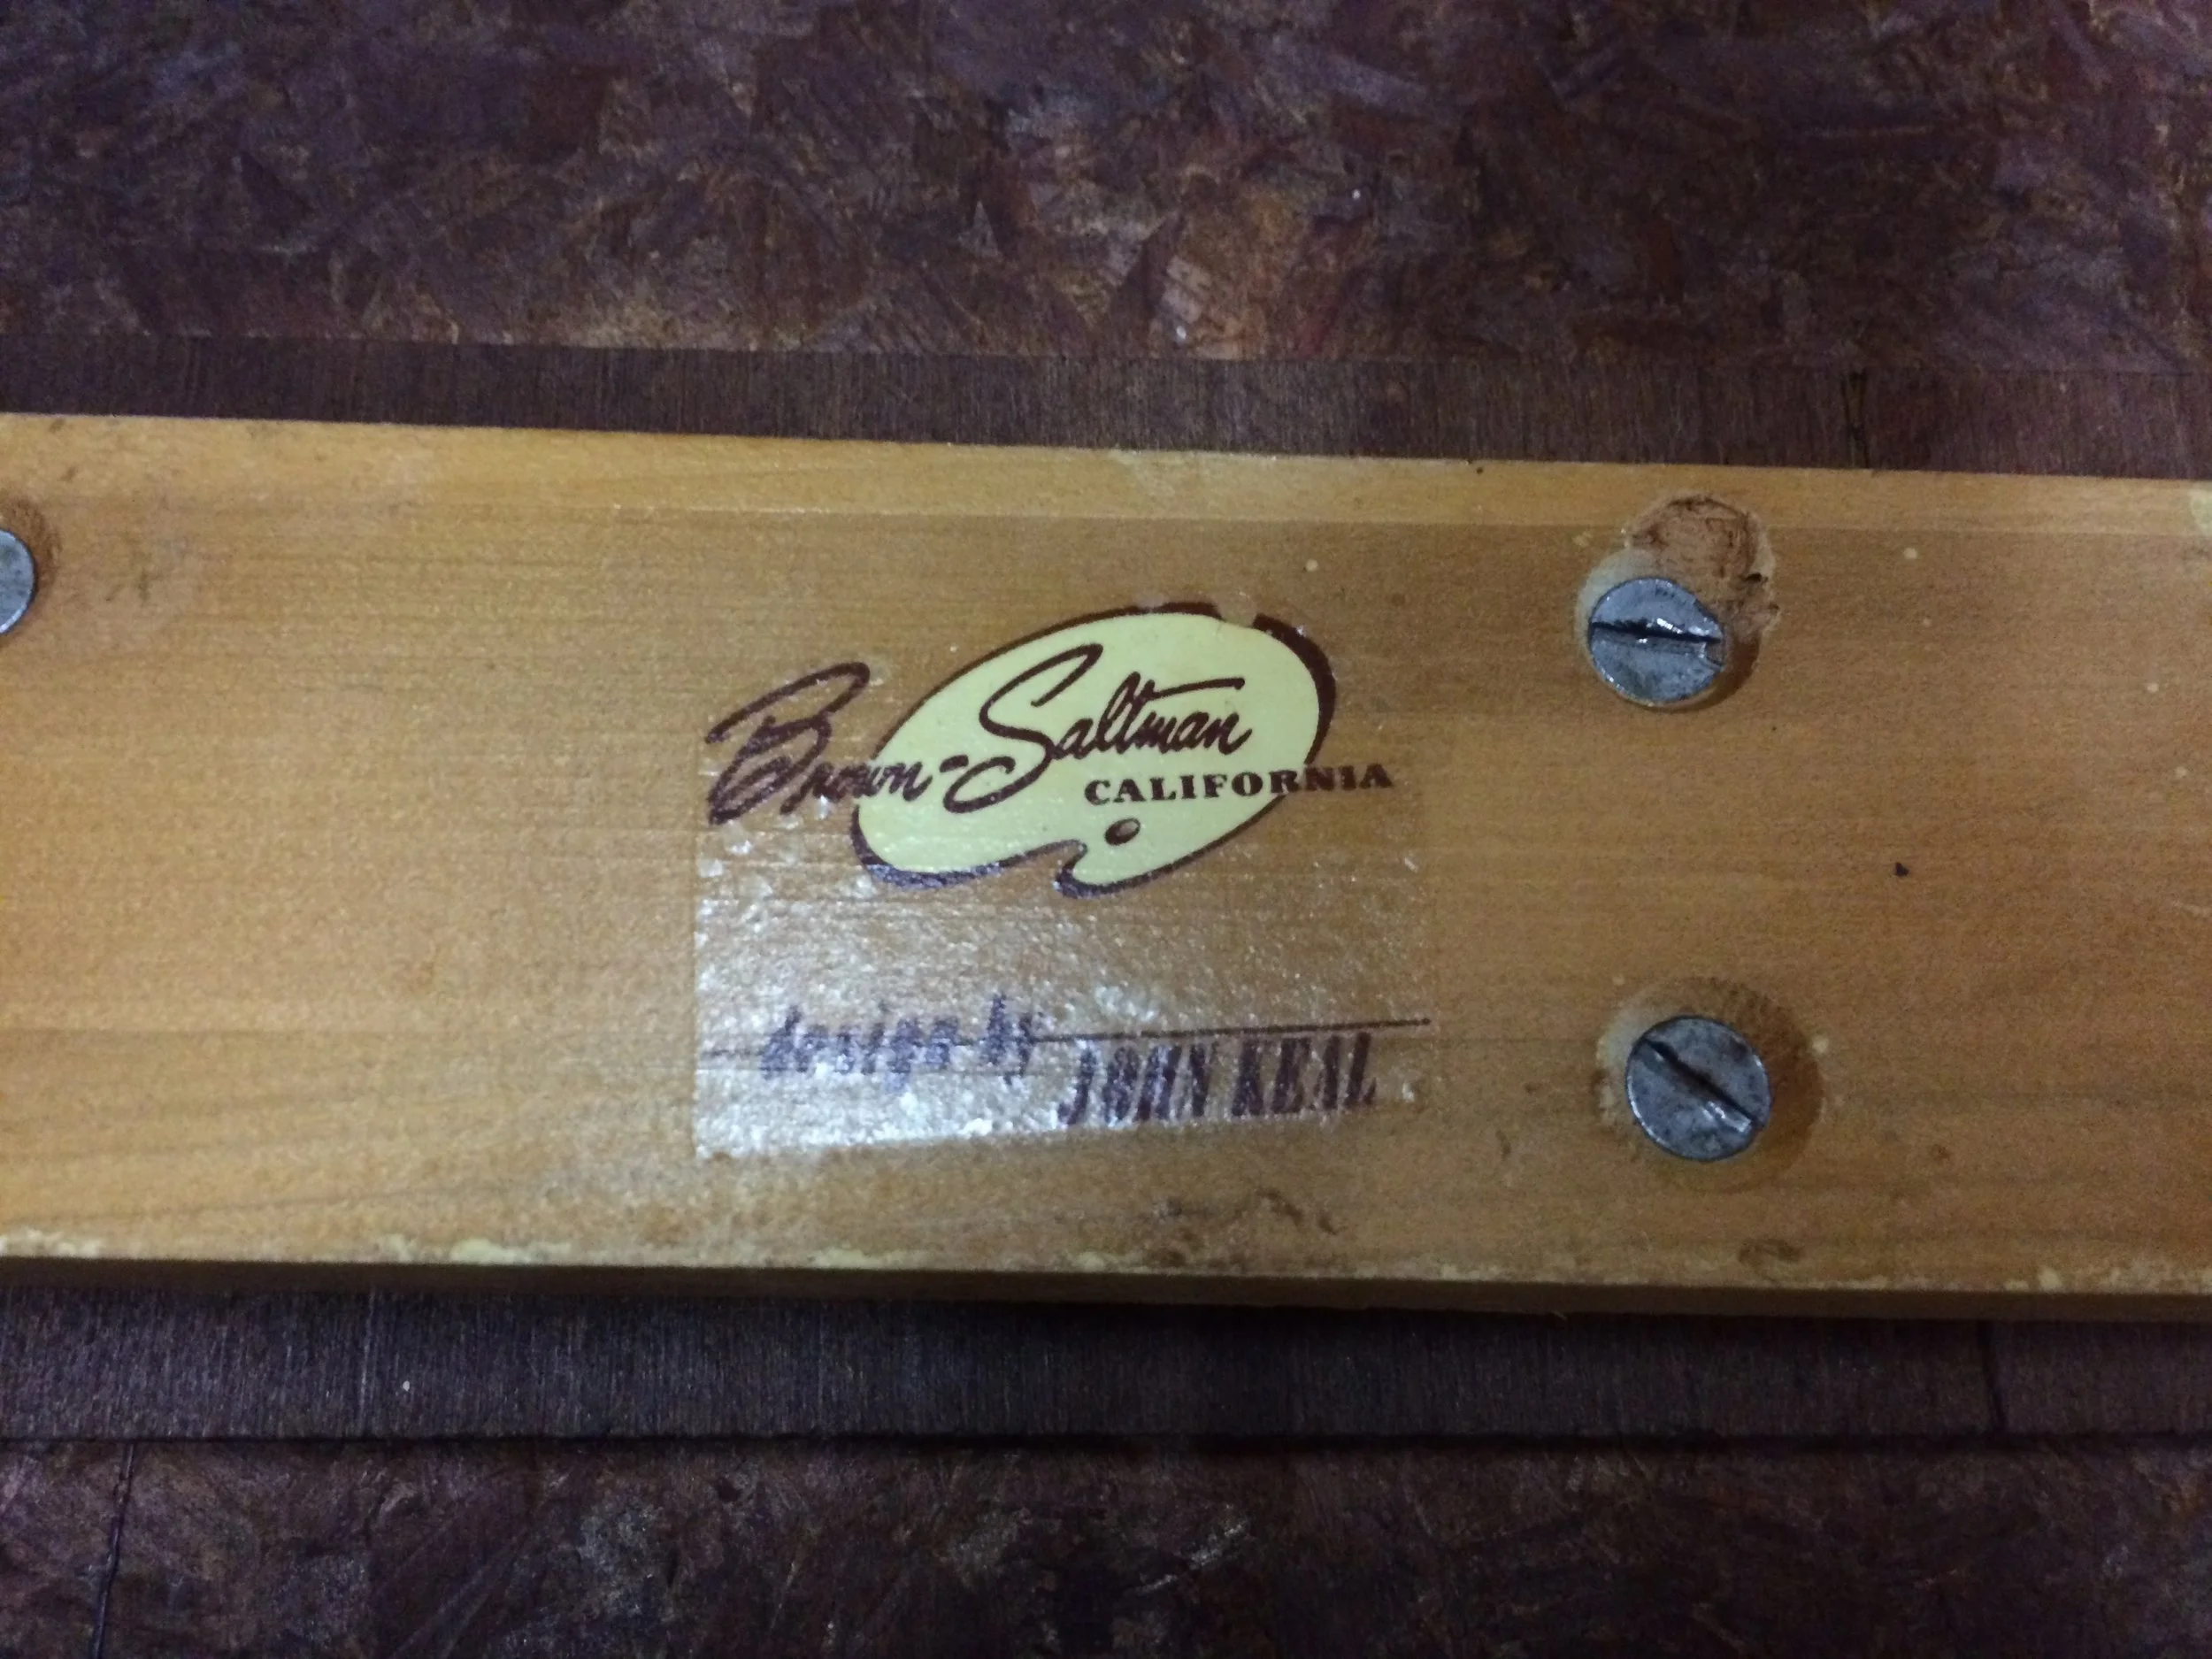 Brown-Saltman
CALIFORNIA
design by
JOHN KEAL